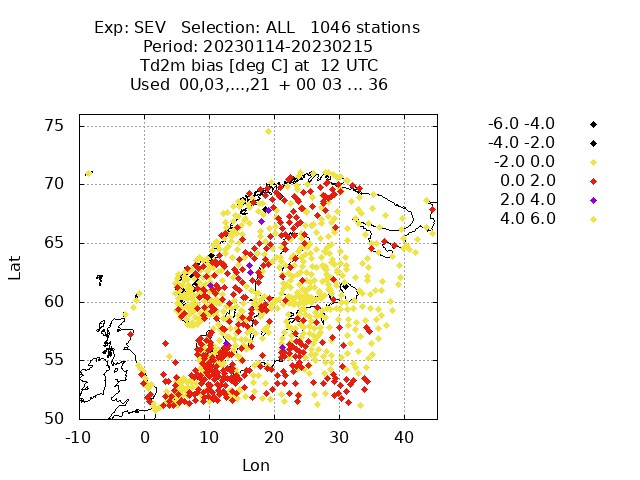 Exp: SEV   Selection: ALL   1046 stations
Period: 20230114-20230215
Td2m bias [deg C] at  12 UTC
Used  00,03,...,21  + 00 03 ... 36
-6.0 -4.0
-4.0 -2.0
-2.0 0.0
0.0 2.0
2.0 4.0
4.0 6.0
75
70
65
60
55
50
Lat
-10 0 10 20 30 40
Lon